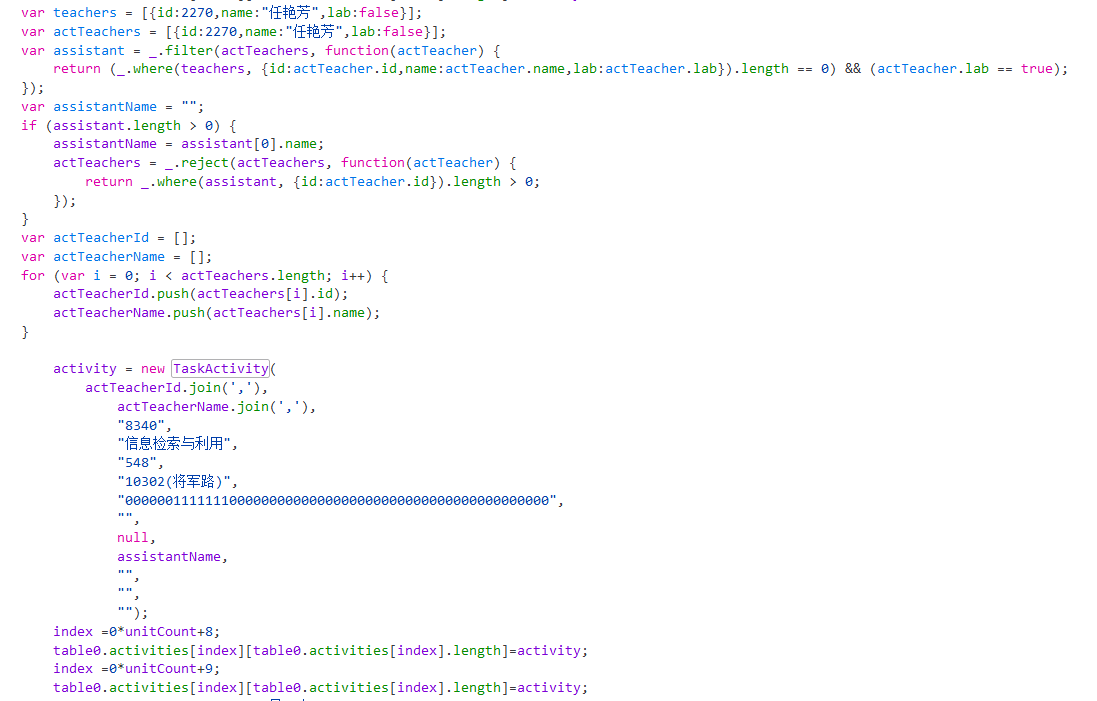 var teachers = [{id:2270,name:"任艳芳",lab:false}];
var actTeachers = [{id:2270,name:"任艳芳",lab:false}];
var assistant = _.filter(actTeachers, function(actTeacher) {
return (_.where(teachers, {id:actTeacher.id,name:actTeacher.name,lab:actTeacher.lab}).length == 0) && (actTeacher.lab == true);
});
var assistantName = "";
if (assistant.length > 0) {
assistantName = assistant[0].name;
actTeachers = _.reject(actTeachers, function(actTeacher) {
return _.where(assistant, {id:actTeacher.id}).length > 0;
});
}
var actTeacherId = [];
var actTeacherName = [];
for (var i = 0; i < actTeachers.length; i++) {
actTeacherId.push(actTeachers[i].id);
actTeacherName.push(actTeachers[i].name);
}
activity = new TaskActivity(
actTeacherId.join(','),
actTeacherName.join(','),
"8340",
"信息检索与利用",
"548",
"10302(将军路)",
"00000011111110000000000000000000000000000000000000000",
"",
null,
assistantName,
"",
"",
"");
index =0*unitCount+8;
table0.activities[index][table0.activities[index].length]=activity;
index =0*unitCount+9;
table0.activities[index][table0.activities[index].length]=activity;